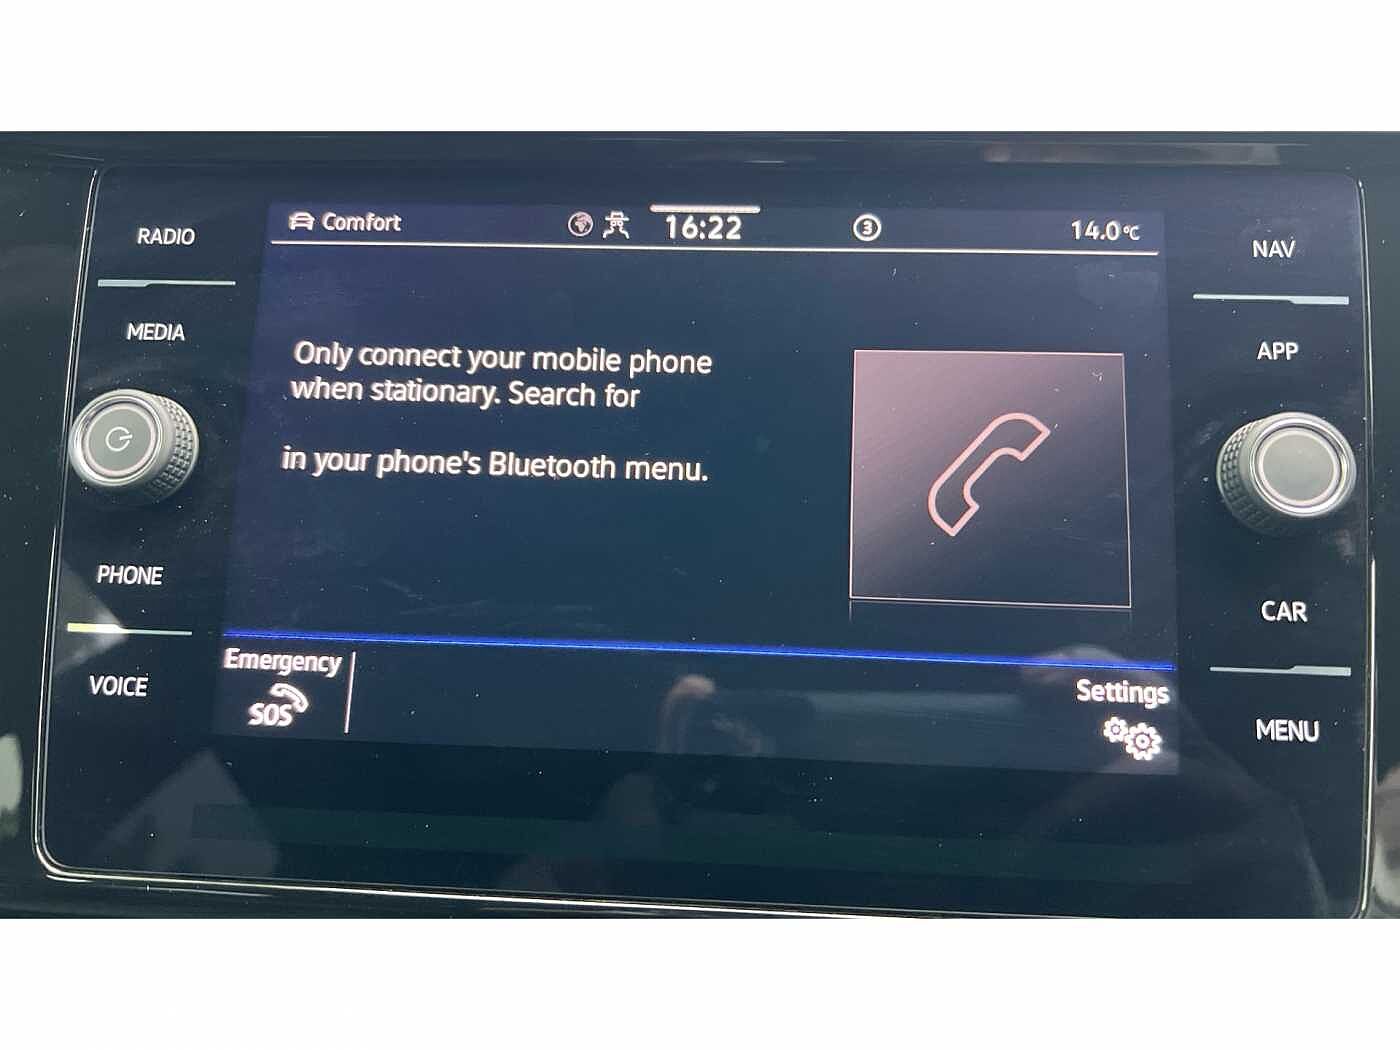 RADIO
MEDIA
PHONE
VOICE
Comfort
16:22
3
14.0°C
Only connect your mobile phone
when stationary. Search for
in your phone's Bluetooth menu.
Emergency
SOS
Settings
NAV
APP
CAR
MENU